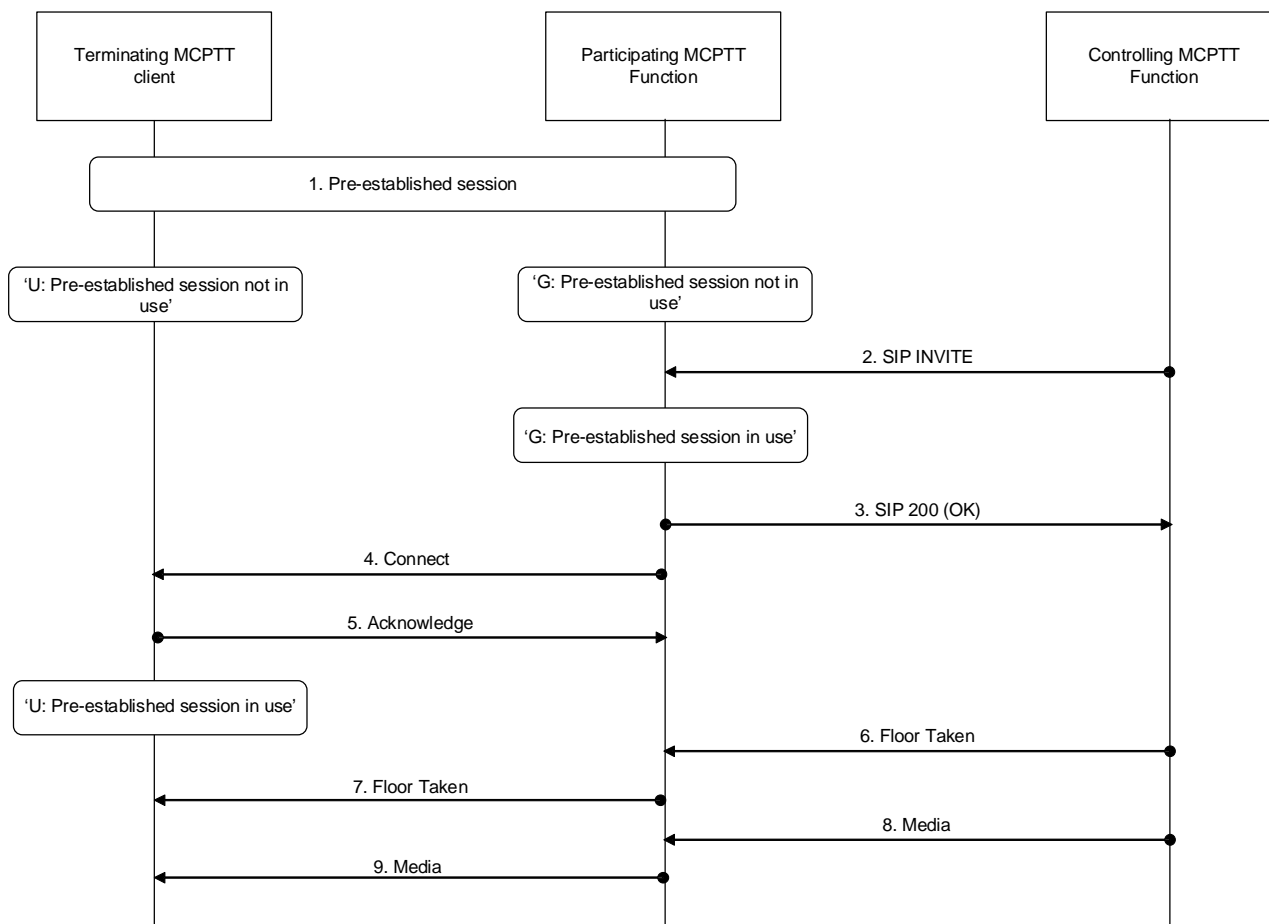 Terminating MCPTT
client
Participating MCPTT
Function
Controlling MCPTT
Function
1. Pre-established session
‘U: Pre-established session not in
use’
‘G: Pre-established session not in
use’
2. SIP INVITE
‘G: Pre-established session in use’
3. SIP 200 (OK)
4. Connect
5. Acknowledge
‘U: Pre-established session in use’
6. Floor Taken
7. Floor Taken
8. Media
9. Media